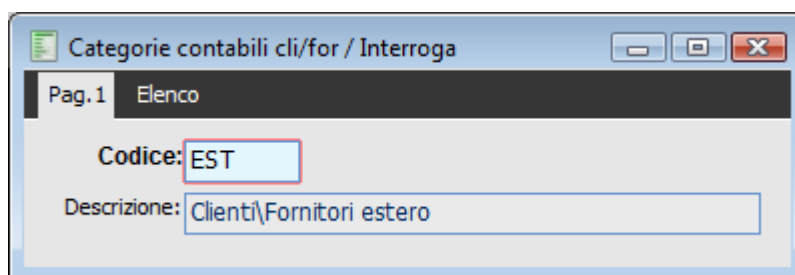 Categorie contabili cli/for / Interroga
Pag.1 Elenco
Codice: EST
Descrizione: Clienti\Fornitori estero